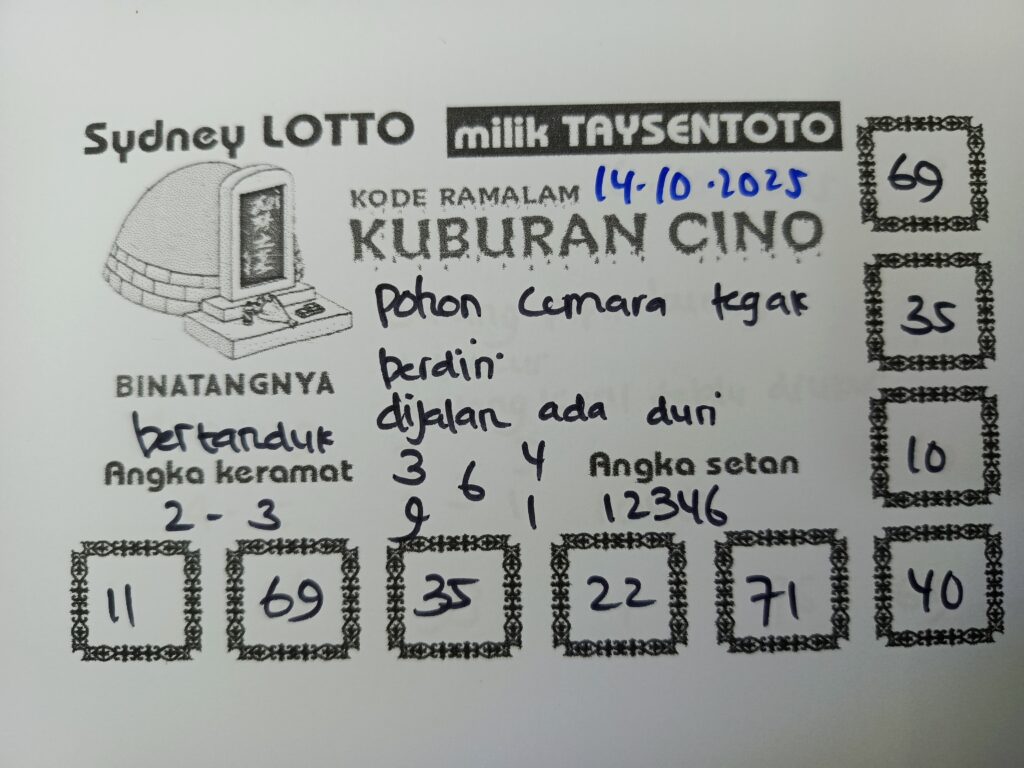 Sydney LOTTO milik TAYSENTOTO
KODE RAMALAM 14-10-2025
KUBURAN CINO
Pohon Cemara tegak
berdiri
dijalan ada duri
BINATANGNYA
bertanduk
Angka keramat
2 - 3
3 4
6
9 1
Angka setan
12346
69
35
10
11 69 35 22 71 40